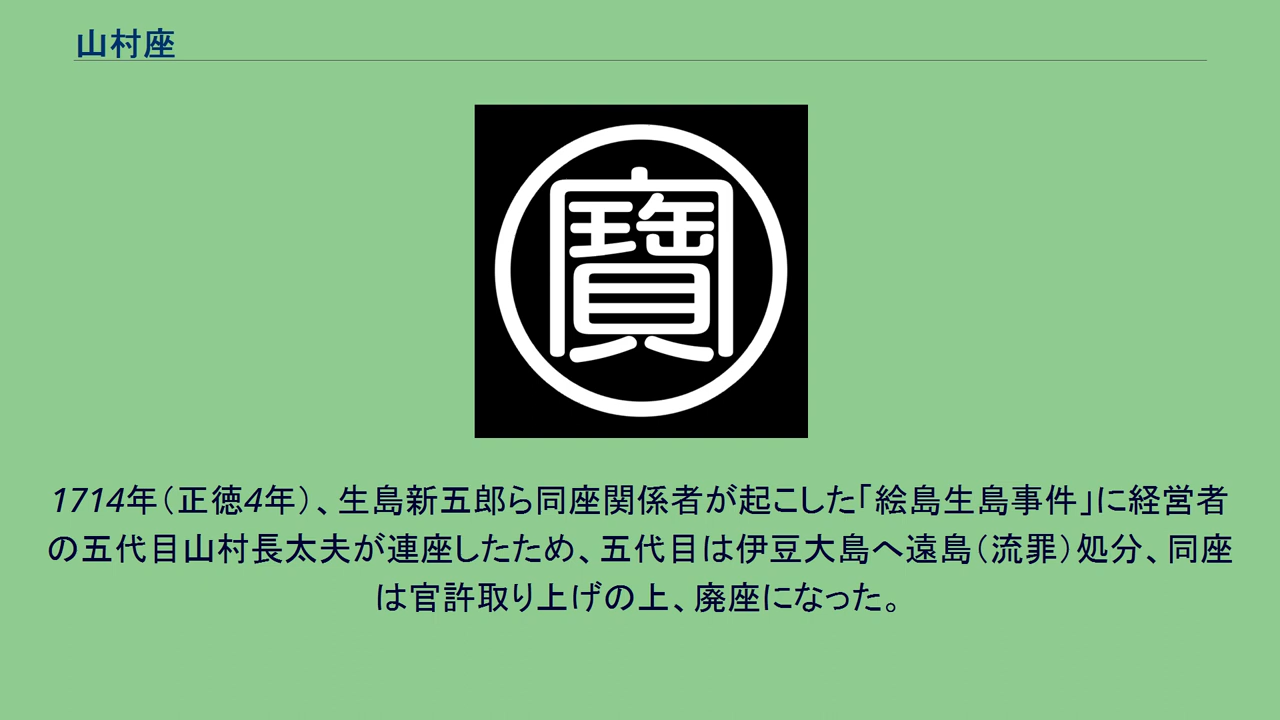 山村座
寶
1714年（正徳4年）、生島新五郎ら同座関係者が起こした「絵島生島事件」に経営者
の五代目山村長太夫が連座したため、五代目は伊豆大島へ遠島（流罪）処分、同座
は官許取り上げの上、廃座になった。